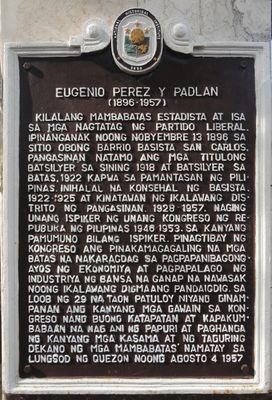 EUGENIO PEREZ Y PADLAN
(1896-1957)
KILALANG MAMBABATAS ESTADISTA AT ISA
SA MGA NAGTATAG NG PARTIDO LIBERAL.
IPINANGANAK NOONG NOBYEMBRE 13 1896 SA
SITIO OBONG BARRIO BASISTA SAN CARLOS,
PANGASINAN NATAMO ANG MGA TITULONG
BATSILYER SA SINING 1918 AT BATSILYER SA
BATAS, 1922 KAPWA SA PAMANTASAN NG PILI-
PINAS. INIHALAL NA KONSEHAL NG BASISTA,
1922-1925 AT KINATAWAN NG IKALAWANG DIS-
TRITO NG PANGASINAN, 1928-1957. NAGING
UNANG ISPIKER NG UNANG KONGRESO NG RE-
PUBLIKA NG PILIPINAS 1946-1953. SA KANYANG
PAMUMUNO BILANG ISPIKER, PINAGTIBAY NG
KONGRESO ANG PINAKAMAGAGALING NA MGA
BATAS NA NAKARAGDAG SA PAGPAPANIBAGONG-
AYOS NG EKONOMIYA AT PAGPAPALAGO NG
INDUSTRIYA NG BANSA NA GANAP NA NAWASAK
NOONG IKALAWANG DIGMAANG PANDAIGDIG. SA
LOOB NG 29 NA TAON PATULOY NIYANG GINAM-
PANAN ANG KANYANG MGA GAWAIN SA KON-
GRESO NANG BUONG KATAPATAN AT KAPAKUM-
BABAAN NA NAG ANI NG PAPURI AT PAGHANGA
NG KANYANG MGA KASAMA AT NG TAGURING
DEKANO NG MGA MAMBABATAS NAMATAY SA
LUNGSOD NG QUEZON NOONG AGOSTO 4 1957